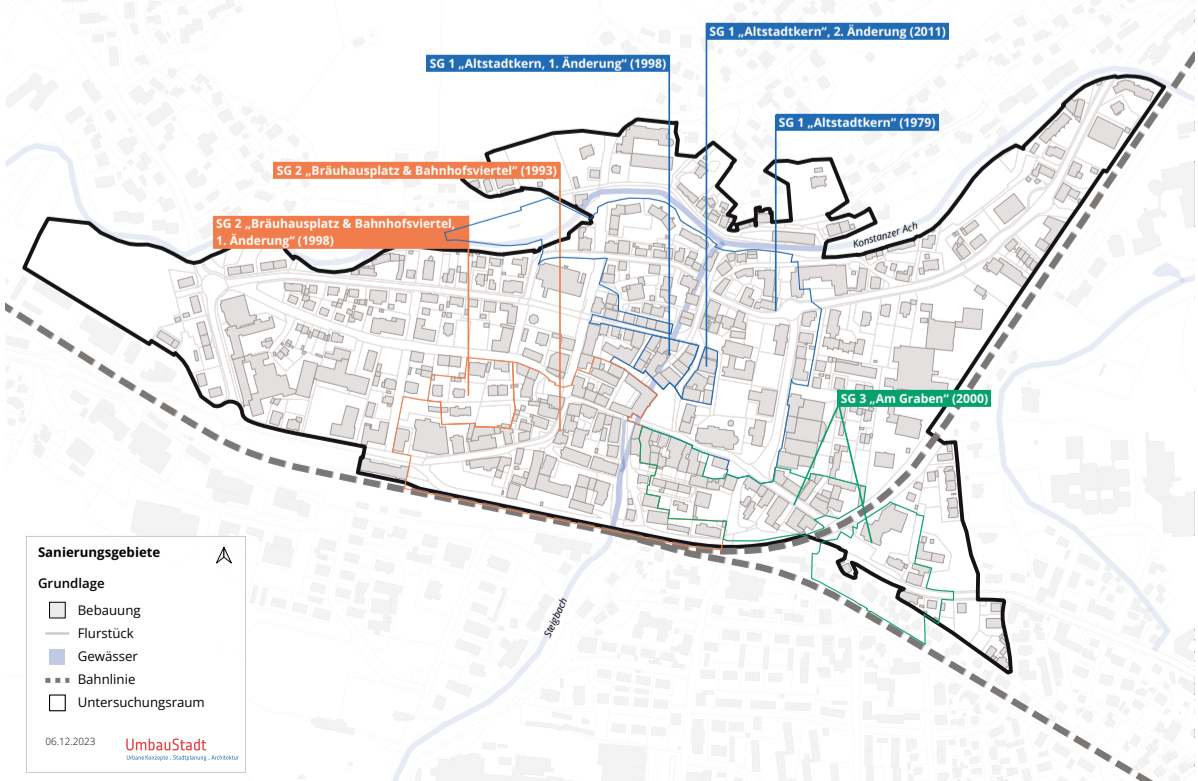 SG 1 „Altstadtkern“, 2. Änderung (2011)
SG 1 „Altstadtkern, 1. Änderung“ (1998)
SG 1 „Altstadtkern“ (1979)
SG 2 „Bräuhausplatz & Bahnhofsviertel“ (1993)
SG 2 „Bräuhausplatz & Bahnhofsviertel,
1. Änderung“ (1998)
Konstanzer Ach
SG 3 „Am Graben“ (2000)
Steigbach
Sanierungsgebiete
Grundlage
Bebauung
Flurstück
Gewässer
Bahnlinie
Untersuchungsraum
06.12.2023
UmbauStadt
Urbane Konzepte . Stadtplanung . Architektur